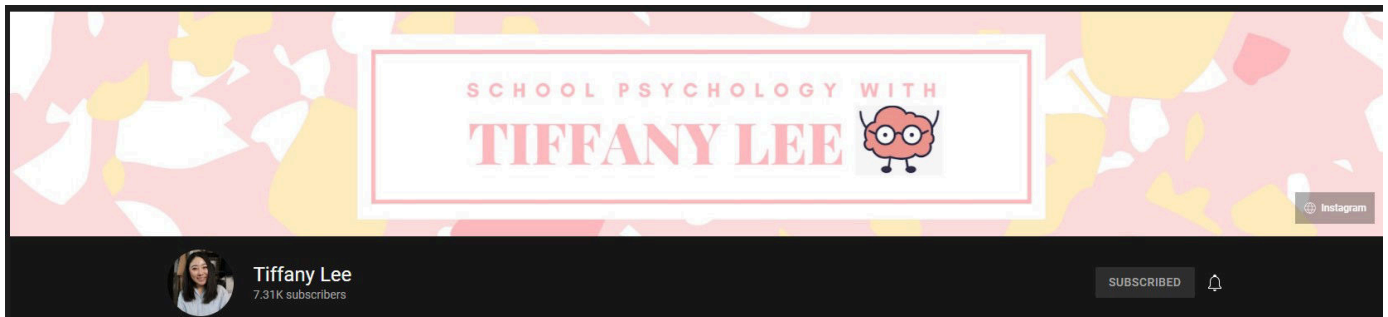 SCHOOL PSYCHOLOGY WITH
TIFFANY LEE
Instagram
Tiffany Lee
7.31K subscribers
SUBSCRIBED